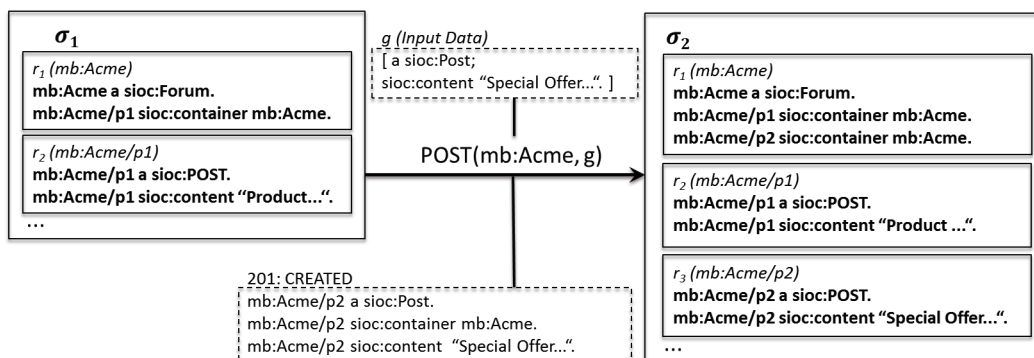 σ1
r1 (mb:Acme)
mb:Acme a sioc:Forum.
mb:Acme/p1 sioc:container mb:Acme.
r2 (mb:Acme/p1)
mb:Acme/p1 a sioc:POST.
mb:Acme/p1 sioc:content “Product...“.
...
g (Input Data)
[ a sioc:Post;
sioc:content “Special Offer...“. ]
POST(mb:Acme, g)
201: CREATED
mb:Acme/p2 a sioc:Post.
mb:Acme/p2 sioc:container mb:Acme.
mb:Acme/p2 sioc:content “Special Offer...“.
σ2
r1 (mb:Acme)
mb:Acme a sioc:Forum.
mb:Acme/p1 sioc:container mb:Acme.
mb:Acme/p2 sioc:container mb:Acme.
r2 (mb:Acme/p1)
mb:Acme/p1 a sioc:POST.
mb:Acme/p1 sioc:content “Product ...“.
r3 (mb:Acme/p2)
mb:Acme/p2 a sioc:POST.
mb:Acme/p2 sioc:content “Special Offer...“.
...